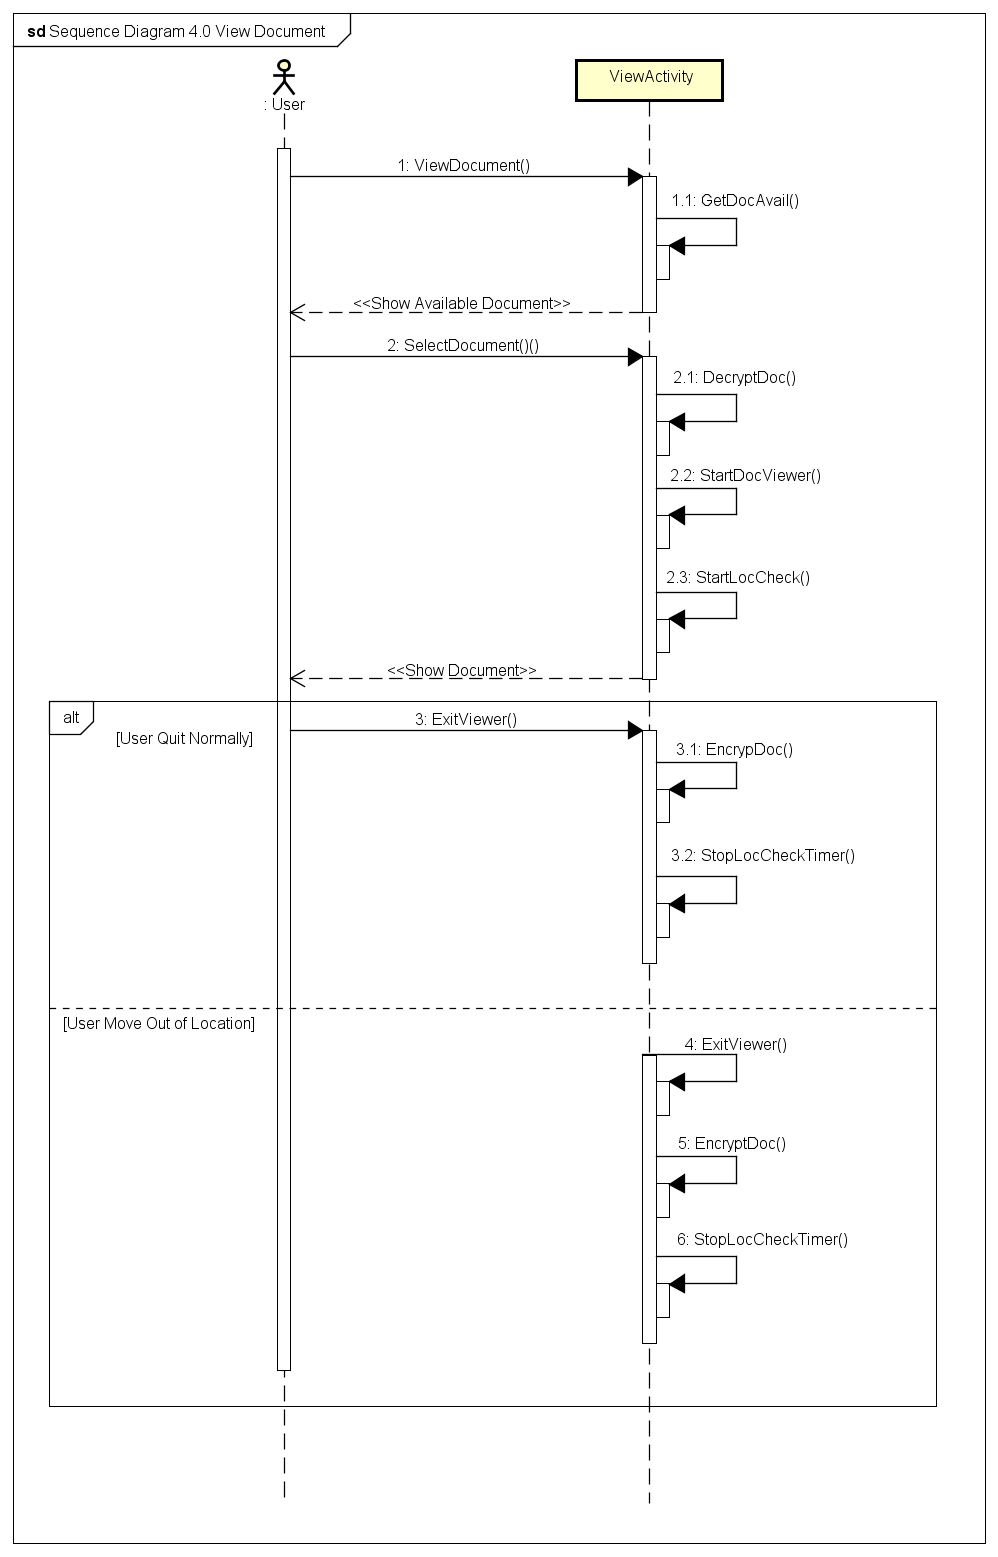 sd Sequence Diagram 4.0 View Document
: User
ViewActivity
1: ViewDocument()
1.1: GetDocAvail()
<<Show Available Document>>
2: SelectDocument()()
2.1: DecryptDoc()
2.2: StartDocViewer()
2.3: StartLocCheck()
<<Show Document>>
alt
3: ExitViewer()
[User Quit Normally]
3.1: EncrypDoc()
3.2: StopLocCheckTimer()
[User Move Out of Location]
4: ExitViewer()
5: EncryptDoc()
6: StopLocCheckTimer()